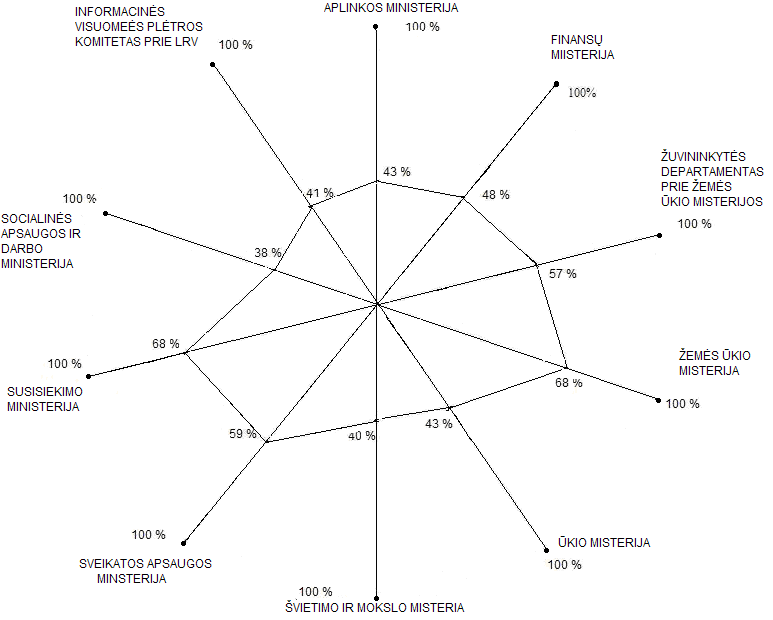 INFORMACINĖS
VISUOMEĖS PLĖTROS
KOMITETAS PRIE LRV
100 %
APLINKOS MINISTERIJA
100 %
FINANSŲ
MIISTERIJA
100%
ŽUVININKYTĖS
DEPARTAMENTAS
PRIE ŽEMĖS
ŪKIO MISTERIJOS
100 %
43 %
48 %
41 %
100 %
SOCIALINĖS
APSAUGOS IR
DARBO
MINISTERIJA
38 %
57 %
68 %
100 %
SUSISIEKIMO
MINISTERIJA
ŽEMĖS ŪKIO
MISTERIJA
68 %
100 %
59 %
40 %
43 %
100 %
SVEIKATOS APSAUGOS
MINSTERIJA
ŪKIO MISTERIJA
100 %
100 %
ŠVIETIMO IR MOKSLO MISTERIA